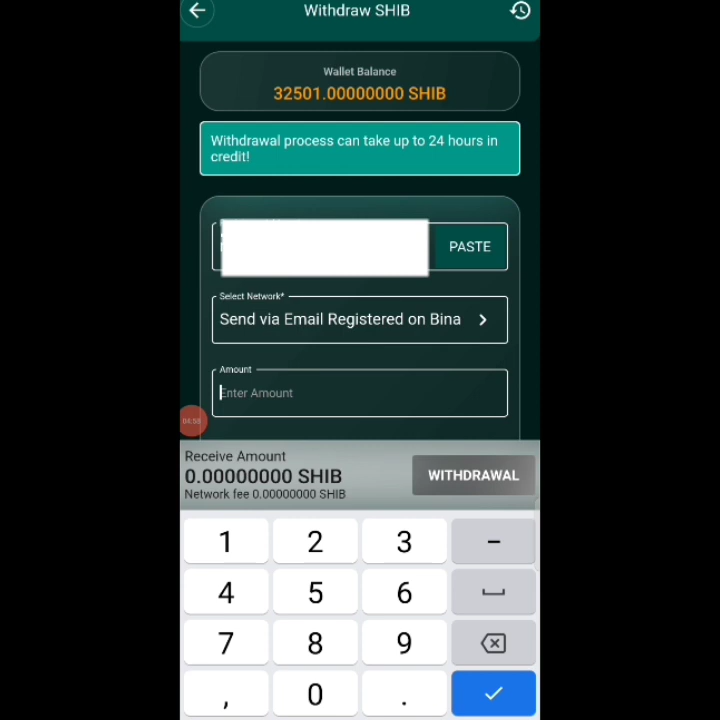 Withdraw SHIB
Wallet Balance
32501.00000000 SHIB
Withdrawal process can take up to 24 hours in
credit!
PASTE
Select Network*
Send via Email Registered on Bina
Amount
Enter Amount
04:55
Receive Amount
0.00000000 SHIB
Network fee 0.00000000 SHIB
WITHDRAWAL
1 2 3 -
4 5 6
7 8 9
, 0 .